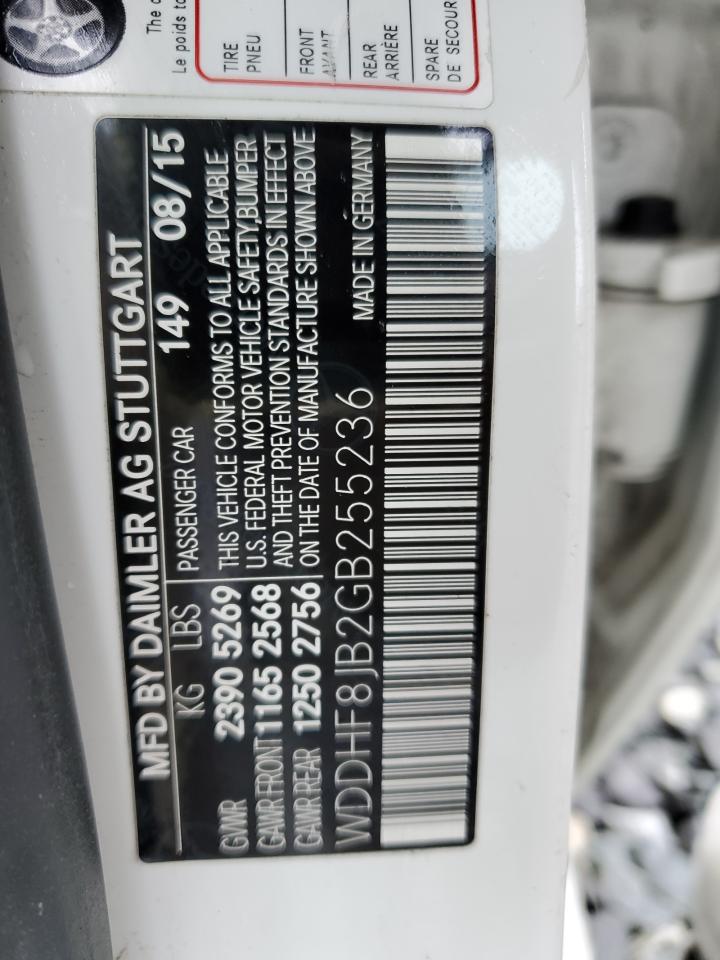 The
Le poids to
TIRE
PNEU
FRONT
AVANT
REAR
ARRIÈRE
SPARE
DE SECOUR
MFD BY DAIMLER AG STUTTGART
KG LBS PASSENGER CAR 149 08/15
GVWR 2390 5269 THIS VEHICLE CONFORMS TO ALL APPLICABLE
GAWR FRONT 1165 2568 U.S. FEDERAL MOTOR VEHICLE SAFETY,BUMPER
GAWR REAR 1250 2756 AND THEFT PREVENTION STANDARDS IN EFFECT
ON THE DATE OF MANUFACTURE SHOWN ABOVE
WDDHF8JB2GB255236 MADE IN GERMANY